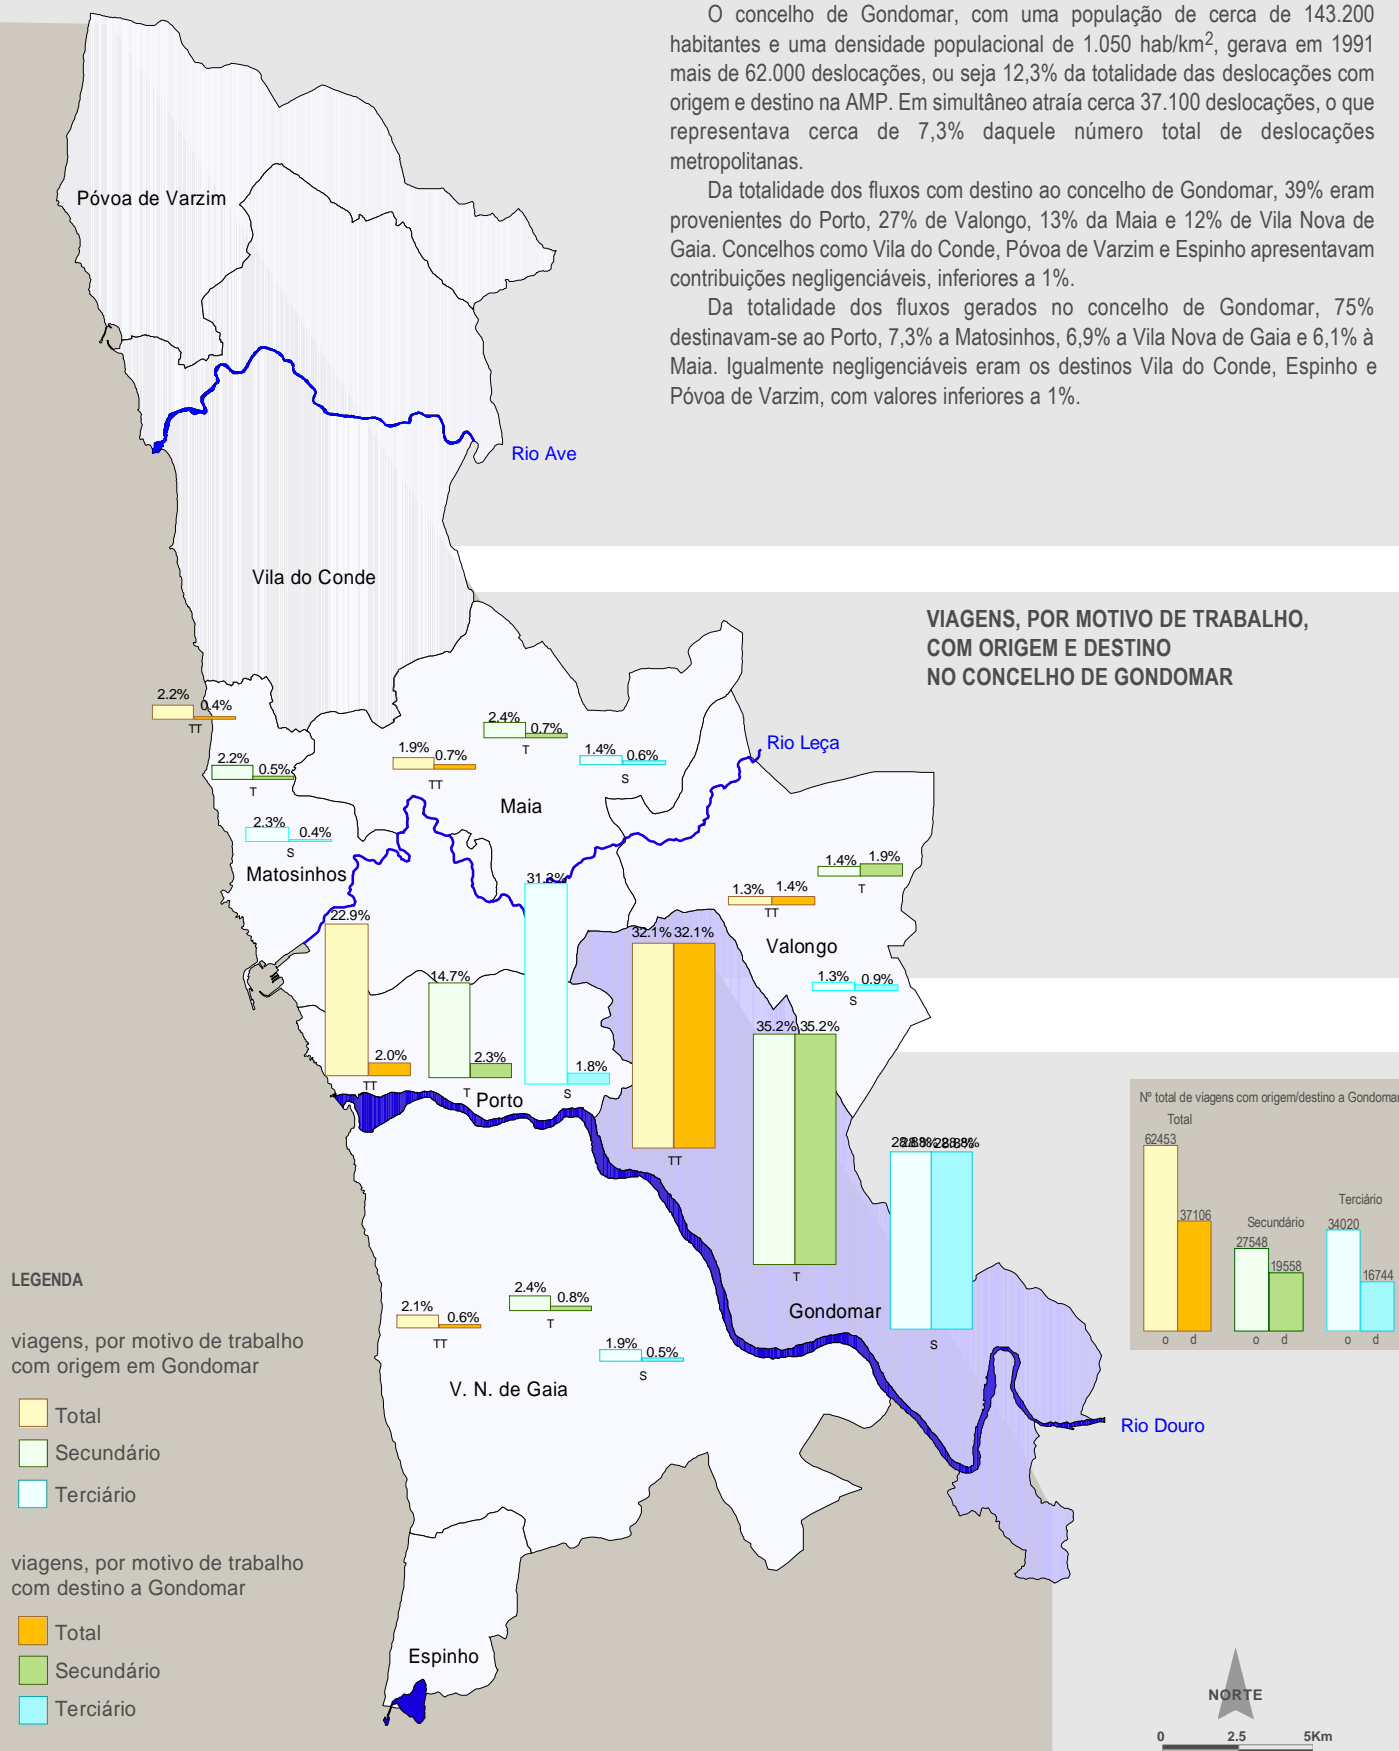 O concelho de Gondomar, com uma população de cerca de 143.200
habitantes e uma densidade populacional de 1.050 hab/km2, gerava em 1991
mais de 62.000 deslocações, ou seja 12,3% da totalidade das deslocações com
origem e destino na AMP. Em simultâneo atraía cerca 37.100 deslocações, o que
representava cerca de 7,3% daquele número total de deslocações
metropolitanas.
Da totalidade dos fluxos com destino ao concelho de Gondomar, 39% eram
provenientes do Porto, 27% de Valongo, 13% da Maia e 12% de Vila Nova de
Gaia. Concelhos como Vila do Conde, Póvoa de Varzim e Espinho apresentavam
contribuições negligenciáveis, inferiores a 1%.
Da totalidade dos fluxos gerados no concelho de Gondomar, 75%
destinavam-se ao Porto, 7,3% a Matosinhos, 6,9% a Vila Nova de Gaia e 6,1% à
Maia. Igualmente negligenciáveis eram os destinos Vila do Conde, Espinho e
Póvoa de Varzim, com valores inferiores a 1%.
Póvoa de Varzim
Rio Ave
Vila do Conde
VIAGENS, POR MOTIVO DE TRABALHO,
COM ORIGEM E DESTINO
NO CONCELHO DE GONDOMAR
2.2% 0.4%
TT
2.2% 0.5%
T
2.3% 0.4%
S
Matosinhos
1.9% 0.7%
TT
2.4% 0.7%
T
1.4% 0.6%
S
Maia
Rio Leça
1.4% 1.9%
T
1.3% 1.4%
TT
Valongo
1.3% 0.9%
S
22.9% 2.0%
TT
14.7% 2.3%
T
31.3% 1.8%
S
Porto
32.1% 32.1%
TT
35.2% 35.2%
T
28.8% 28.8%
S
Gondomar
Nº total de viagens com origem/destino a Gondomar
Total
62453 37106
o d
Secundário
27548 19558
o d
Terciário
34020 16744
o d
2.1% 0.6%
TT
2.4% 0.8%
T
1.9% 0.5%
S
V. N. de Gaia
Rio Douro
Espinho
LEGENDA
viagens, por motivo de trabalho
com origem em Gondomar
Total
Secundário
Terciário
viagens, por motivo de trabalho
com destino a Gondomar
Total
Secundário
Terciário
NORTE
0 2.5 5Km